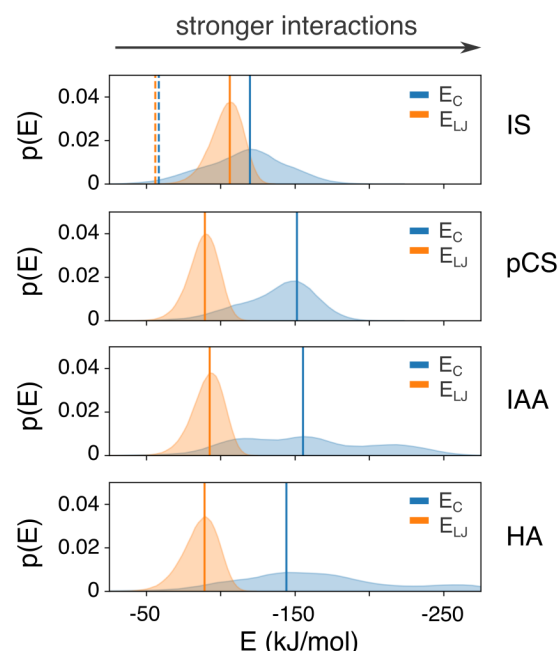 stronger interactions
p(E)
0.04
0.02
0
E_C
E_LJ
IS
p(E)
0.04
0.02
0
E_C
E_LJ
pCS
p(E)
0.04
0.02
0
E_C
E_LJ
IAA
p(E)
0.04
0.02
0
E_C
E_LJ
HA
-50
-150
-250
E (kJ/mol)